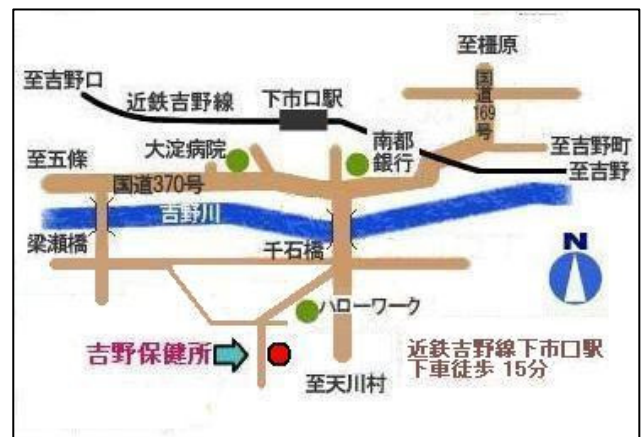 至橿原
至吉野口
近鉄吉野線
下市口駅
国道169号
南都
銀行
至吉野町
至吉野
至五條
大淀病院
国道370号
吉野川
梁瀬橋
千石橋
N
ハローワーク
吉野保健所
近鉄吉野線下市口駅
下車徒歩 15分
至天川村